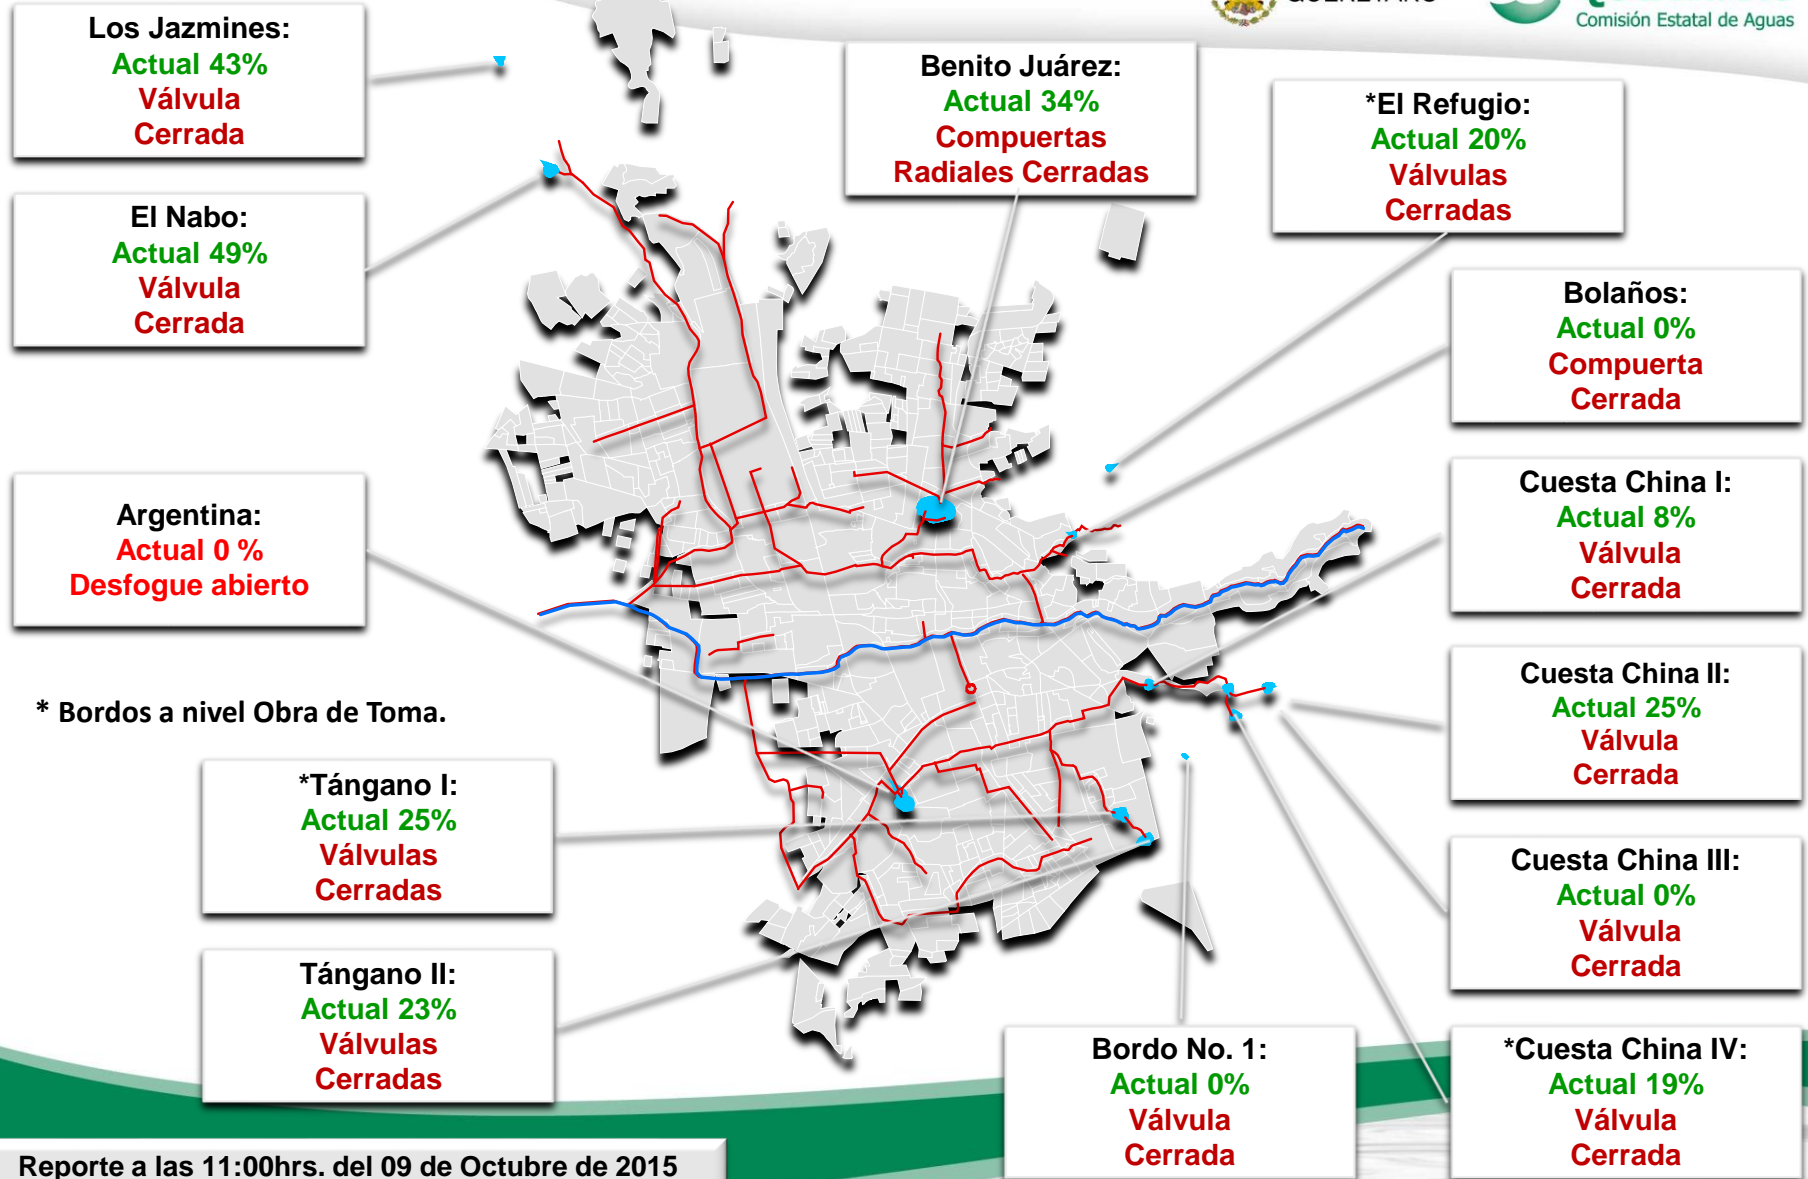 Comisión Estatal de Aguas
Los Jazmines:
Actual 43%
Válvula
Cerrada
Benito Juárez:
Actual 34%
Compuertas
Radiales Cerradas
*El Refugio:
Actual 20%
Válvulas
Cerradas
El Nabo:
Actual 49%
Válvula
Cerrada
Bolaños:
Actual 0%
Compuerta
Cerrada
Argentina:
Actual 0 %
Desfogue abierto
Cuesta China I:
Actual 8%
Válvula
Cerrada
Cuesta China II:
Actual 25%
Válvula
Cerrada
* Bordos a nivel Obra de Toma.
*Tángano I:
Actual 25%
Válvulas
Cerradas
Cuesta China III:
Actual 0%
Válvula
Cerrada
Tángano II:
Actual 23%
Válvulas
Cerradas
Bordo No. 1:
Actual 0%
Válvula
Cerrada
*Cuesta China IV:
Actual 19%
Válvula
Cerrada
Reporte a las 11:00hrs. del 09 de Octubre de 2015